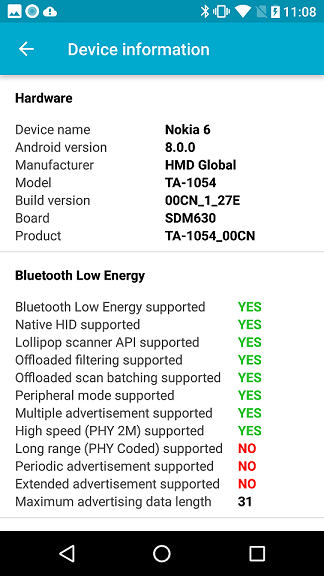 11:08
Device information
Hardware
Device name Nokia 6
Android version 8.0.0
Manufacturer HMD Global
Model TA-1054
Build version 00CN_1_27E
Board SDM630
Product TA-1054_00CN
Bluetooth Low Energy
Bluetooth Low Energy supported YES
Native HID supported YES
Lollipop scanner API supported YES
Offloaded filtering supported YES
Offloaded scan batching supported YES
Peripheral mode supported YES
Multiple advertisement supported YES
High speed (PHY 2M) supported YES
Long range (PHY Coded) supported NO
Periodic advertisement supported NO
Extended advertisement supported NO
Maximum advertising data length 31